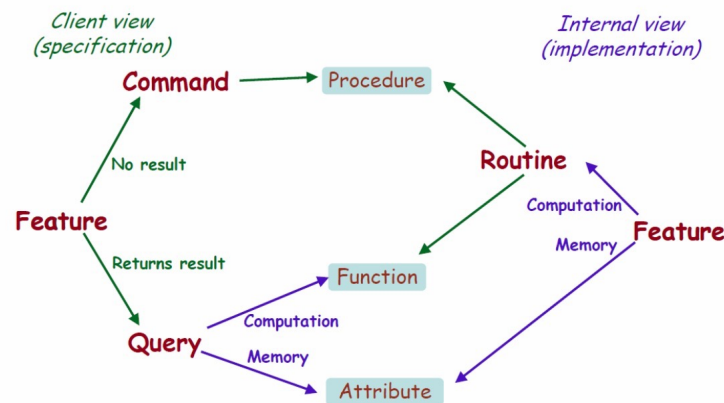 Client view
(specification)
Internal view
(implementation)
Command
Procedure
No result
Routine
Computation
Feature
Feature
Memory
Returns result
Function
Computation
Query
Memory
Attribute